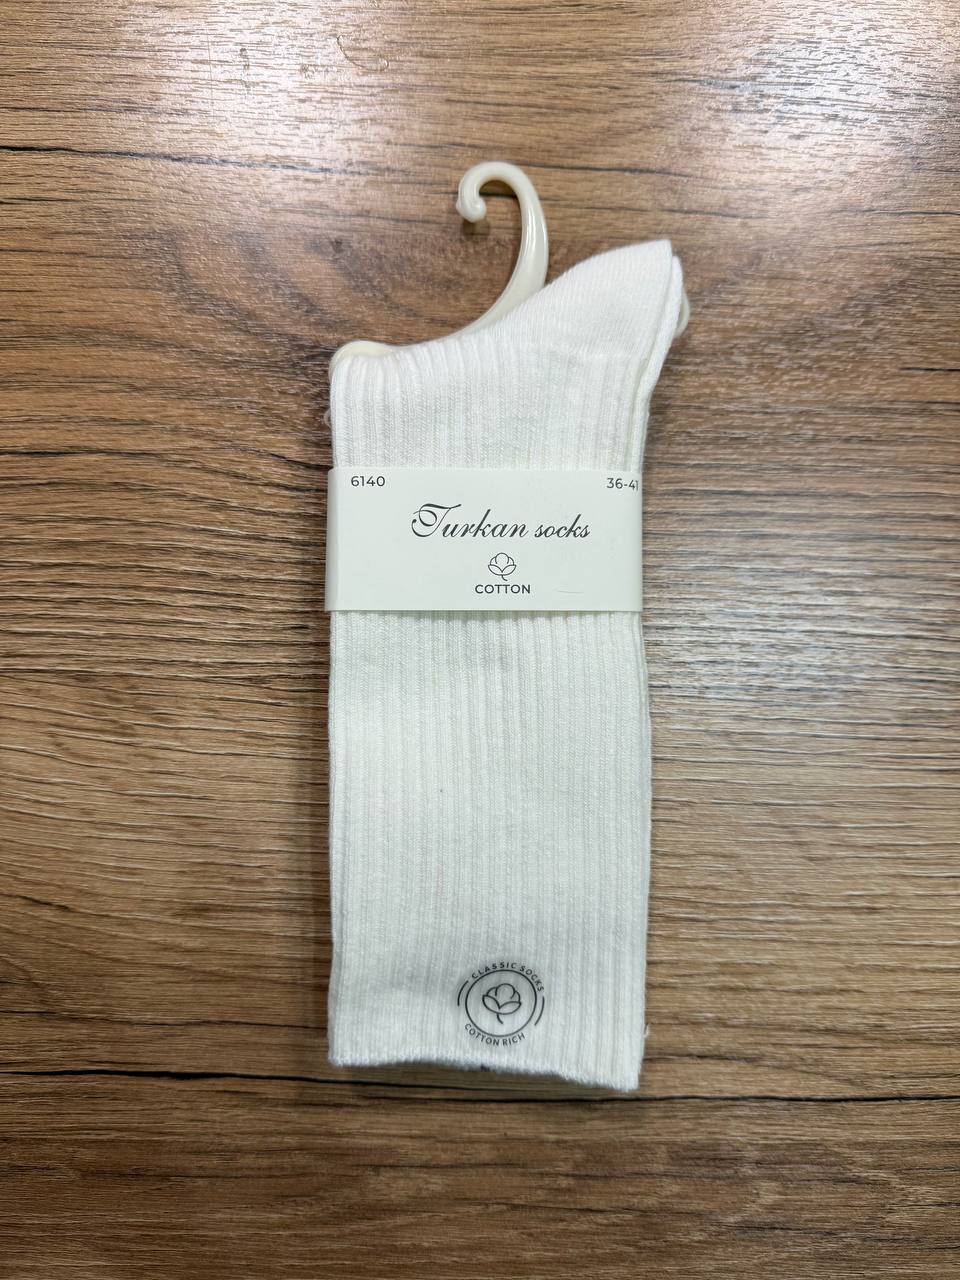 6140
36-41
Turkan socks
COTTON
CLASSIC SOCKS
COTTON RICH